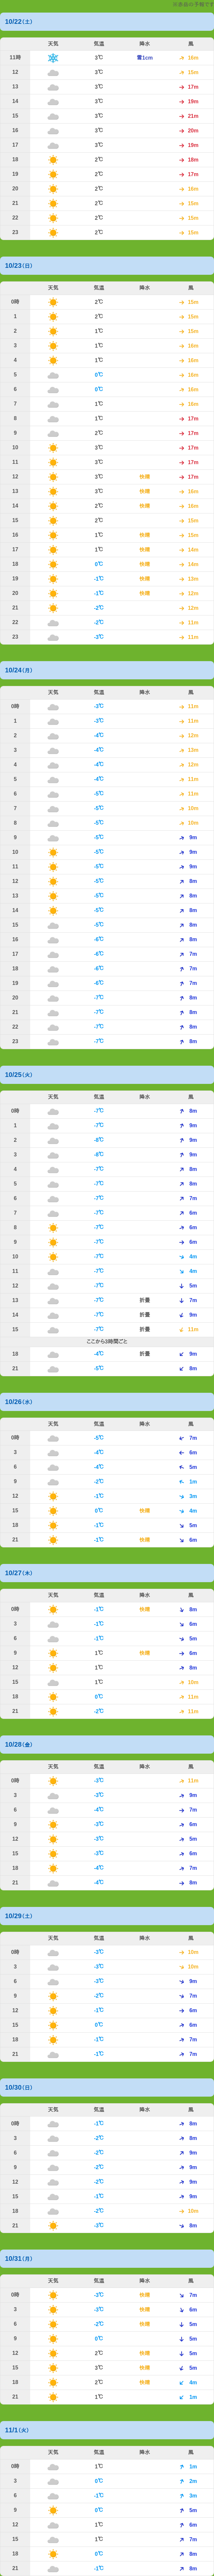 10/22(土)
天気 気温 降水 風
11時 3℃ 雪1cm 16m
12 3℃ 15m
13 3℃ 17m
14 3℃ 19m
15 3℃ 21m
16 3℃ 20m
17 3℃ 19m
18 2℃ 18m
19 2℃ 17m
20 2℃ 16m
21 2℃ 15m
22 2℃ 15m
23 2℃ 15m
10/23(日)
天気 気温 降水 風
0時 2℃ 15m
1 2℃ 15m
2 1℃ 15m
3 1℃ 16m
4 1℃ 16m
5 0℃ 16m
6 0℃ 16m
7 1℃ 16m
8 1℃ 17m
9 2℃ 17m
10 3℃ 17m
11 3℃ 17m
12 3℃ 快晴 17m
13 3℃ 快晴 16m
14 2℃ 快晴 16m
15 2℃ 15m
16 1℃ 快晴 15m
17 1℃ 快晴 14m
18 0℃ 快晴 14m
19 -1℃ 快晴 13m
20 -1℃ 快晴 12m
21 -2℃ 12m
22 -2℃ 11m
23 -3℃ 11m
10/24(月)
天気 気温 降水 風
0時 -3℃ 11m
1 -3℃ 11m
2 -4℃ 12m
3 -4℃ 13m
4 -4℃ 12m
5 -4℃ 11m
6 -5℃ 11m
7 -5℃ 10m
8 -5℃ 10m
9 -5℃ 9m
10 -5℃ 9m
11 -5℃ 9m
12 -5℃ 8m
13 -5℃ 8m
14 -5℃ 8m
15 -5℃ 8m
16 -6℃ 8m
17 -6℃ 7m
18 -6℃ 7m
19 -6℃ 7m
20 -7℃ 8m
21 -7℃ 8m
22 -7℃ 8m
23 -7℃ 8m
10/25(火)
天気 気温 降水 風
0時 -7℃ 8m
1 -7℃ 9m
2 -8℃ 9m
3 -8℃ 9m
4 -7℃ 8m
5 -7℃ 8m
6 -7℃ 7m
7 -7℃ 6m
8 -7℃ 6m
9 -7℃ 6m
10 -7℃ 4m
11 -7℃ 4m
12 -7℃ 5m
13 -7℃ 折畳 7m
14 -7℃ 折畳 9m
15 -7℃ 折畳 11m
ここから3時間ごと
18 -4℃ 折畳 9m
21 -5℃ 8m
10/26(水)
天気 気温 降水 風
0時 -5℃ 7m
3 -4℃ 6m
6 -4℃ 5m
9 -2℃ 1m
12 -1℃ 3m
15 0℃ 快晴 4m
18 -1℃ 5m
21 -1℃ 快晴 6m
10/27(木)
天気 気温 降水 風
0時 -1℃ 快晴 8m
3 -1℃ 6m
6 -1℃ 5m
9 1℃ 快晴 6m
12 1℃ 8m
15 1℃ 10m
18 0℃ 11m
21 -2℃ 11m
10/28(金)
天気 気温 降水 風
0時 -3℃ 11m
3 -3℃ 9m
6 -4℃ 7m
9 -3℃ 6m
12 -3℃ 5m
15 -3℃ 6m
18 -4℃ 7m
21 -4℃ 8m
10/29(土)
天気 気温 降水 風
0時 -3℃ 10m
3 -3℃ 10m
6 -3℃ 9m
9 -2℃ 7m
12 -1℃ 6m
15 0℃ 6m
18 -1℃ 7m
21 -1℃ 7m
10/30(日)
天気 気温 降水 風
0時 -1℃ 8m
3 -2℃ 8m
6 -2℃ 9m
9 -2℃ 9m
12 -2℃ 9m
15 -1℃ 9m
18 -2℃ 10m
21 -3℃ 8m
10/31(月)
天気 気温 降水 風
0時 -3℃ 快晴 7m
3 -3℃ 快晴 6m
6 -2℃ 快晴 5m
9 0℃ 5m
12 2℃ 快晴 5m
15 3℃ 快晴 5m
18 2℃ 快晴 4m
21 1℃ 1m
11/1(火)
天気 気温 降水 風
0時 1℃ 1m
3 0℃ 2m
6 -1℃ 3m
9 0℃ 5m
12 1℃ 6m
15 1℃ 7m
18 0℃ 8m
21 -1℃ 8m